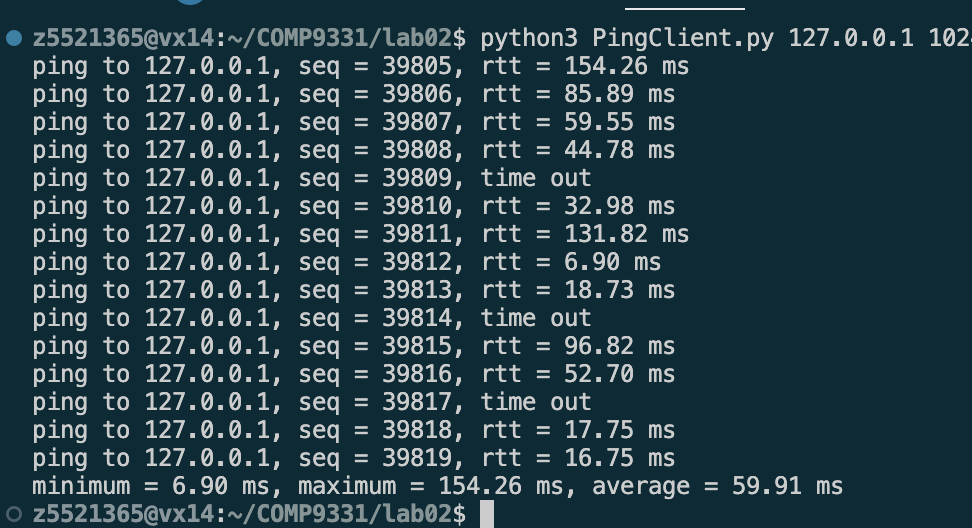 z5521365@vx14:~/COMP9331/lab02$ python3 PingClient.py 127.0.0.1 102
ping to 127.0.0.1, seq = 39805, rtt = 154.26 ms
ping to 127.0.0.1, seq = 39806, rtt = 85.89 ms
ping to 127.0.0.1, seq = 39807, rtt = 59.55 ms
ping to 127.0.0.1, seq = 39808, rtt = 44.78 ms
ping to 127.0.0.1, seq = 39809, time out
ping to 127.0.0.1, seq = 39810, rtt = 32.98 ms
ping to 127.0.0.1, seq = 39811, rtt = 131.82 ms
ping to 127.0.0.1, seq = 39812, rtt = 6.90 ms
ping to 127.0.0.1, seq = 39813, rtt = 18.73 ms
ping to 127.0.0.1, seq = 39814, time out
ping to 127.0.0.1, seq = 39815, rtt = 96.82 ms
ping to 127.0.0.1, seq = 39816, rtt = 52.70 ms
ping to 127.0.0.1, seq = 39817, time out
ping to 127.0.0.1, seq = 39818, rtt = 17.75 ms
ping to 127.0.0.1, seq = 39819, rtt = 16.75 ms
minimum = 6.90 ms, maximum = 154.26 ms, average = 59.91 ms
z5521365@vx14:~/COMP9331/lab02$